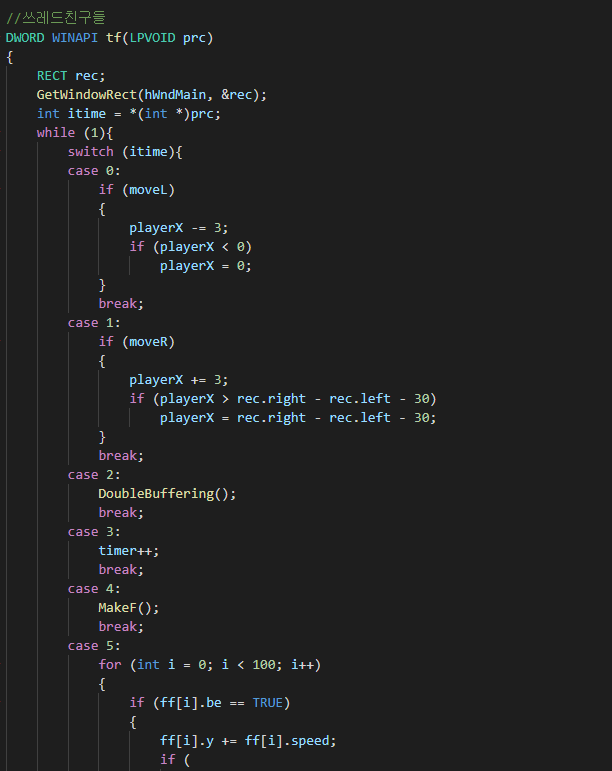 //쓰레드친구들
DWORD WINAPI tf(LPVOID prc)
{
RECT rec;
GetWindowRect(hWndMain, &rec);
int itime = *(int *)prc;
while (1){
switch (itime){
case 0:
if (moveL)
{
playerX -= 3;
if (playerX < 0)
playerX = 0;
}
break;
case 1:
if (moveR)
{
playerX += 3;
if (playerX > rec.right - rec.left - 30)
playerX = rec.right - rec.left - 30;
}
break;
case 2:
DoubleBuffering();
break;
case 3:
timer++;
break;
case 4:
MakeF();
break;
case 5:
for (int i = 0; i < 100; i++)
{
if (ff[i].be == TRUE)
{
ff[i].y += ff[i].speed;
if (